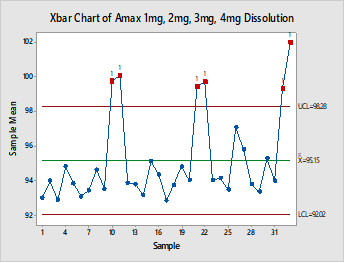 Xbar Chart of Amax 1mg, 2mg, 3mg, 4mg Dissolution
102
100
98
96
94
92
Sample Mean
1 1 1 1 1 1 1
UCL=98.28
X=95.15
LCL=92.02
1 4 7 10 13 16 19 22 25 28 31
Sample